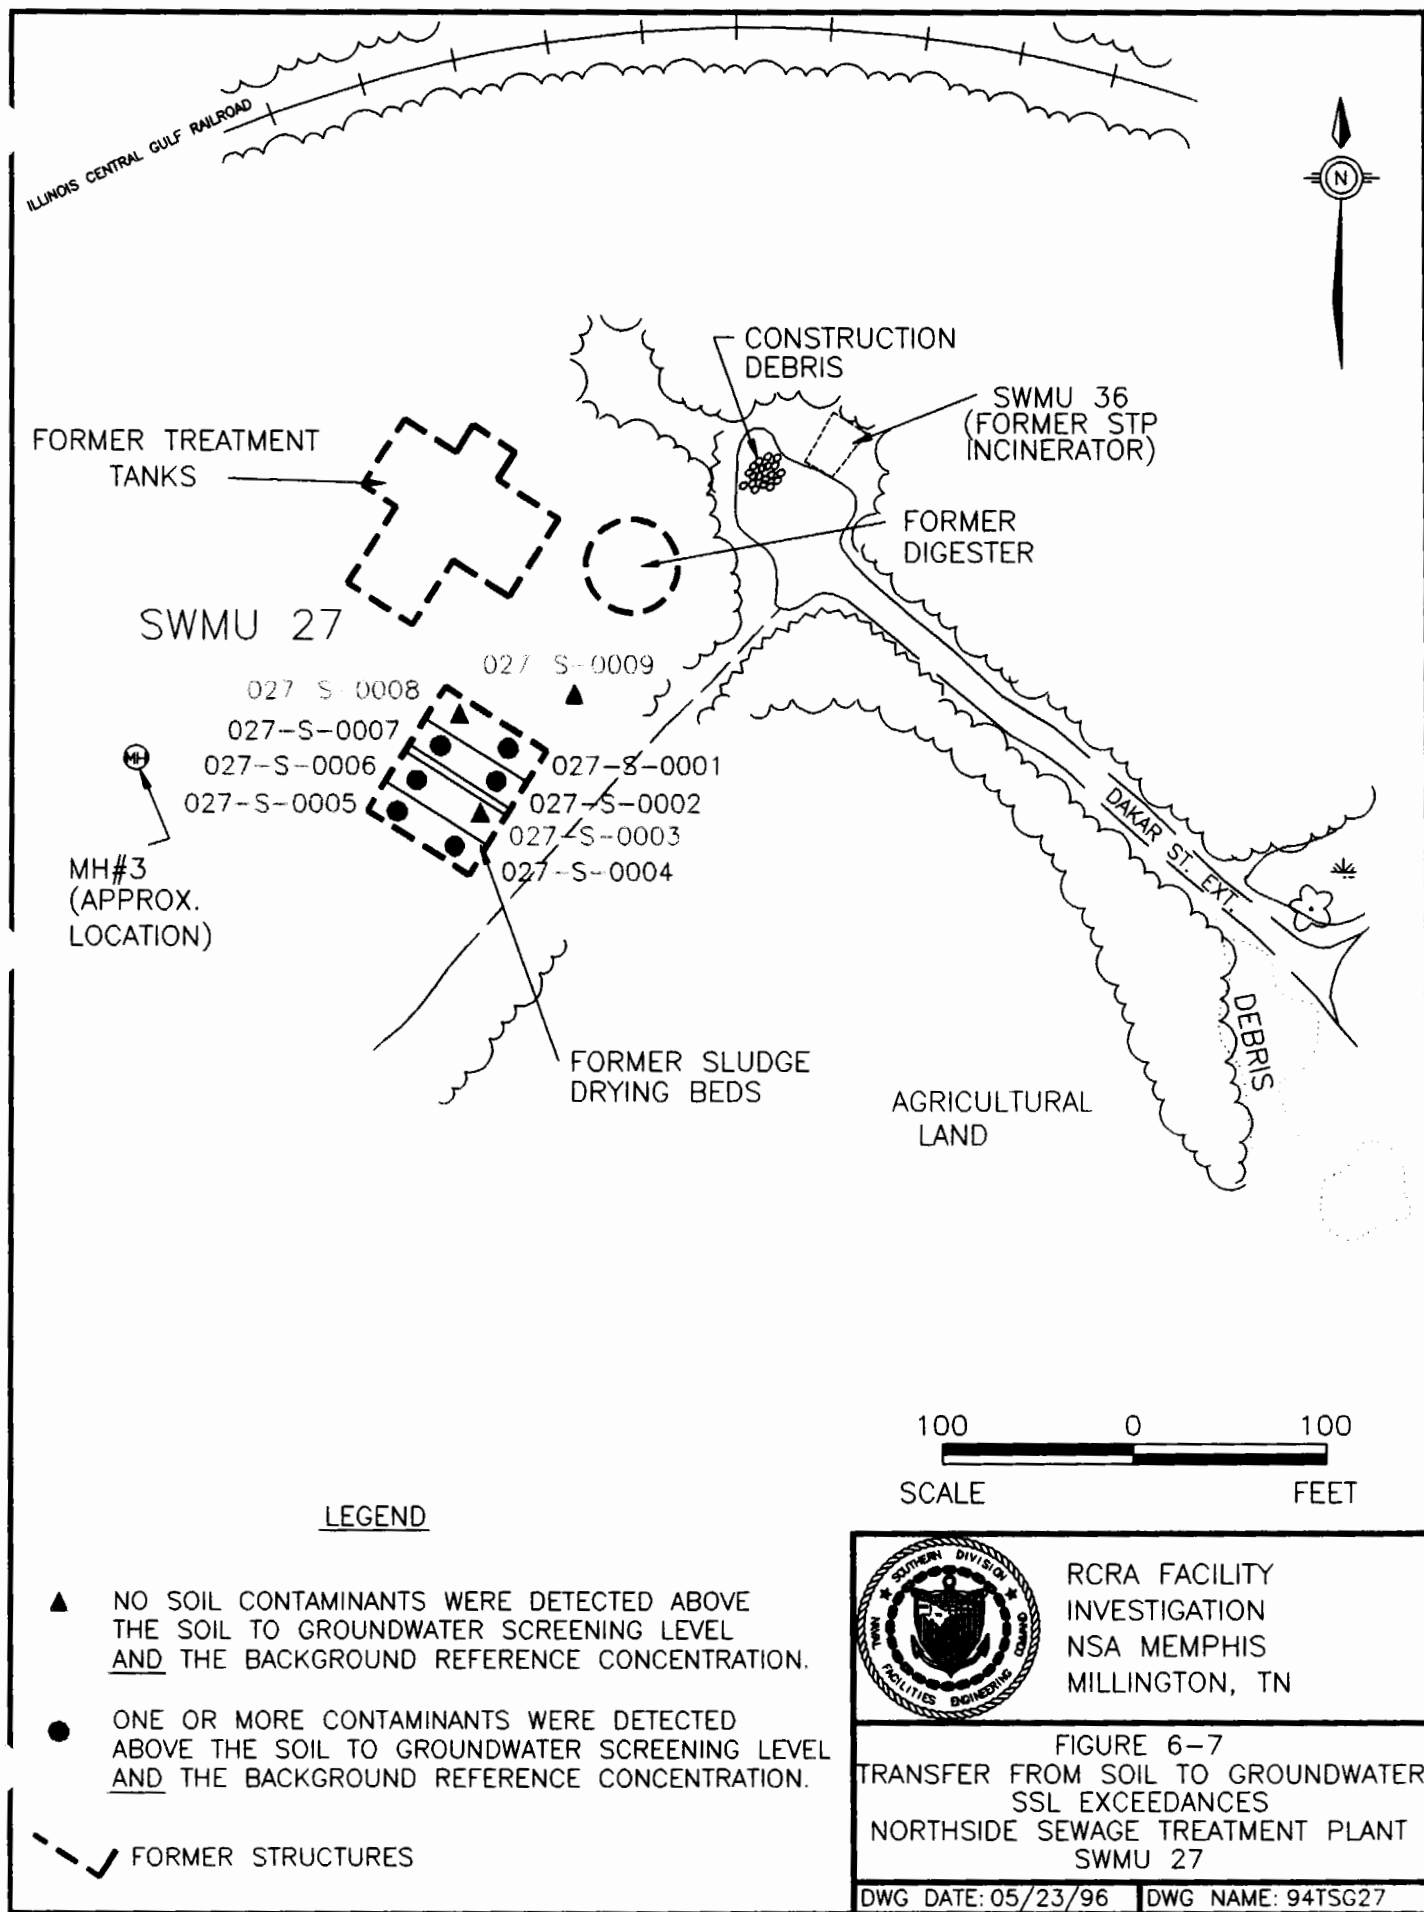 ILLINOIS CENTRAL GULF RAILROAD
N
CONSTRUCTION
DEBRIS
SWMU 36
(FORMER STP
INCINERATOR)
FORMER TREATMENT
TANKS
FORMER
DIGESTER
SWMU 27
027 S-0009
027 S 0008
027-S-0007
027-S-0006
027-S-0005
027-S-0001
027-S-0002
027-S-0003
027-S-0004
MH
MH#3
(APPROX.
LOCATION)
DAKAR ST. EXT.
DEBRIS
FORMER SLUDGE
DRYING BEDS
AGRICULTURAL
LAND
100 0 100
SCALE FEET
LEGEND
NO SOIL CONTAMINANTS WERE DETECTED ABOVE
THE SOIL TO GROUNDWATER SCREENING LEVEL
AND THE BACKGROUND REFERENCE CONCENTRATION.
ONE OR MORE CONTAMINANTS WERE DETECTED
ABOVE THE SOIL TO GROUNDWATER SCREENING LEVEL
AND THE BACKGROUND REFERENCE CONCENTRATION.
FORMER STRUCTURES
SOUTHERN DIVISION
NAVAL FACILITIES ENGINEERING
RCRA FACILITY
INVESTIGATION
NSA MEMPHIS
MILLINGTON, TN
FIGURE 6-7
TRANSFER FROM SOIL TO GROUNDWATER
SSL EXCEEDANCES
NORTHSIDE SEWAGE TREATMENT PLANT
SWMU 27
DWG DATE: 05/23/96
DWG NAME: 94TSG27